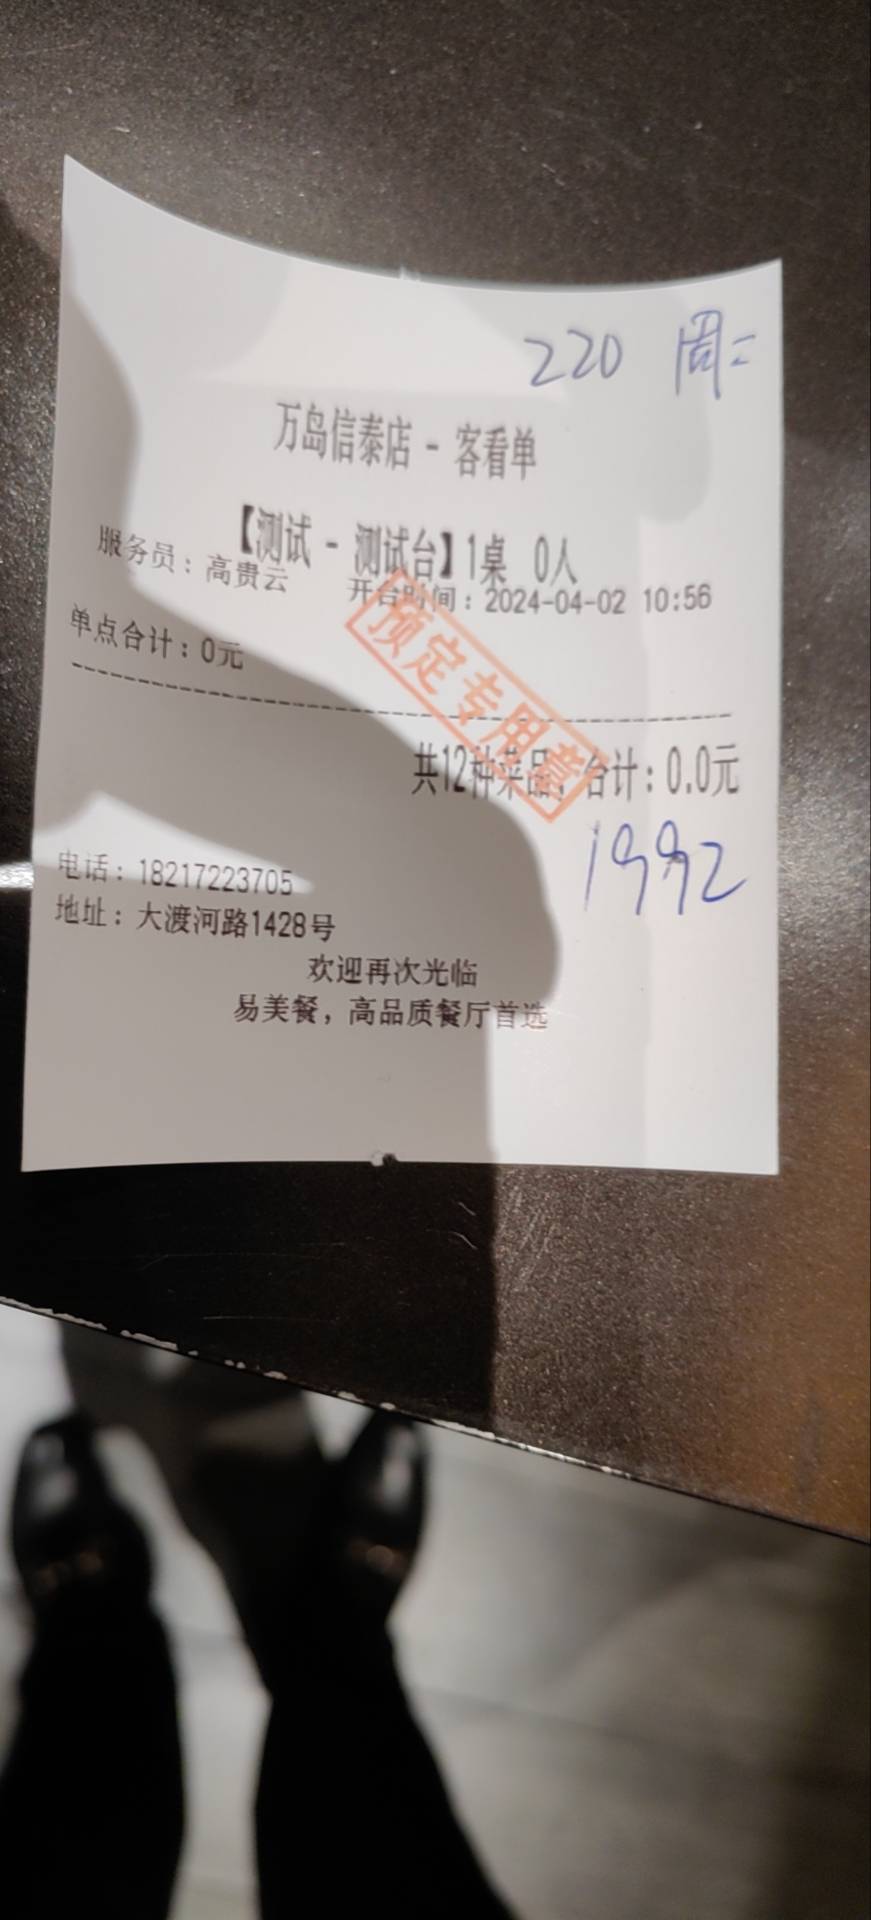 220 周二
万岛信泰店 - 客看单
【测试 - 测试台】1桌 0人
服务员：高贵云 开台时间：2024-04-02 10:56
单点合计：0元
预定专用章
共12种菜品，合计：0.0元
1992
电话：18217223705
地址：大渡河路1428号
欢迎再次光临
易美餐，高品质餐厅首选